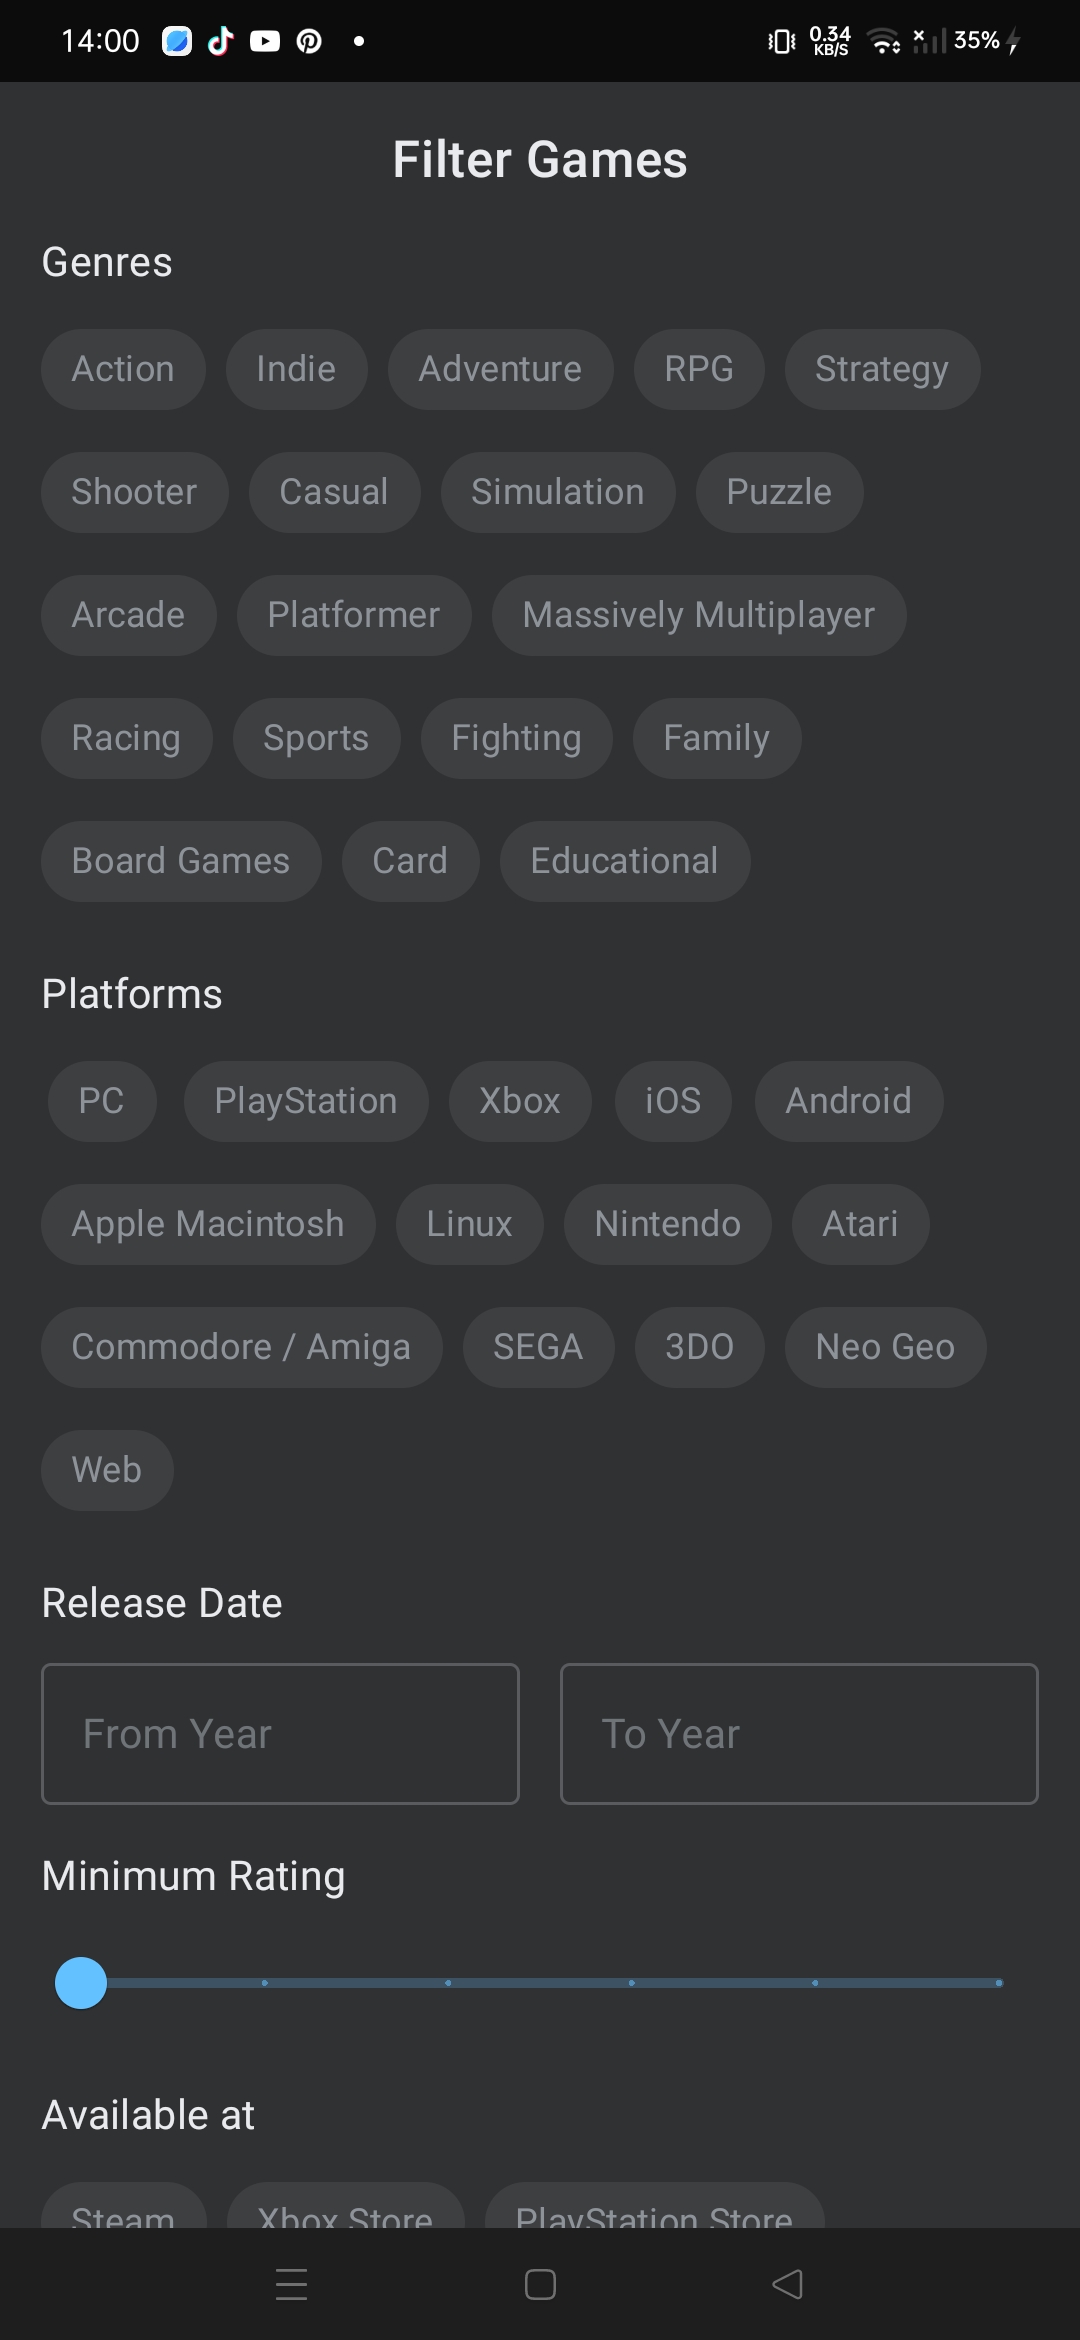 14:00 0.34 KB/S 35%
Filter Games
Genres
Action Indie Adventure RPG Strategy
Shooter Casual Simulation Puzzle
Arcade Platformer Massively Multiplayer
Racing Sports Fighting Family
Board Games Card Educational
Platforms
PC PlayStation Xbox iOS Android
Apple Macintosh Linux Nintendo Atari
Commodore / Amiga SEGA 3DO Neo Geo
Web
Release Date
From Year To Year
Minimum Rating
Available at
Steam Xbox Store PlayStation Store